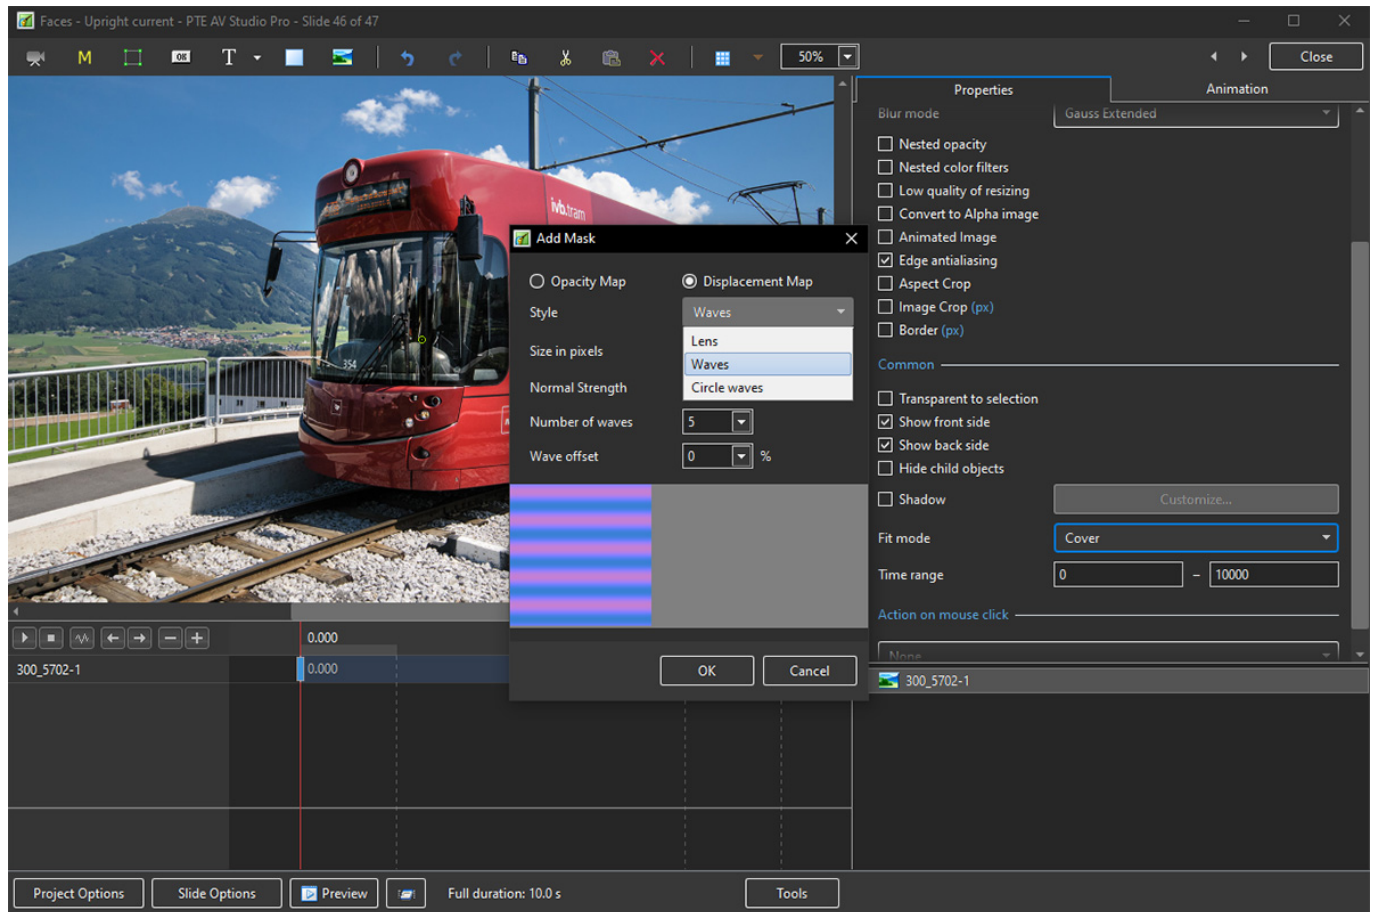 Faces - Upright current - PTE AV Studio Pro - Slide 46 of 47
M
OK
T
50%
Close
ivb.tram
354
Add Mask
Opacity Map
Displacement Map
Style
Waves
Lens
Waves
Circle waves
Size in pixels
Normal Strength
Number of waves
5
Wave offset
0
%
OK
Cancel
Properties
Animation
Blur mode
Gauss Extended
Nested opacity
Nested color filters
Low quality of resizing
Convert to Alpha image
Animated Image
Edge antialiasing
Aspect Crop
Image Crop (px)
Border (px)
Common
Transparent to selection
Show front side
Show back side
Hide child objects
Shadow
Customize...
Fit mode
Cover
Time range
0
–
10000
Action on mouse click
None
300_5702-1
0.000
300_5702-1
0.000
Project Options
Slide Options
Preview
Full duration: 10.0 s
Tools